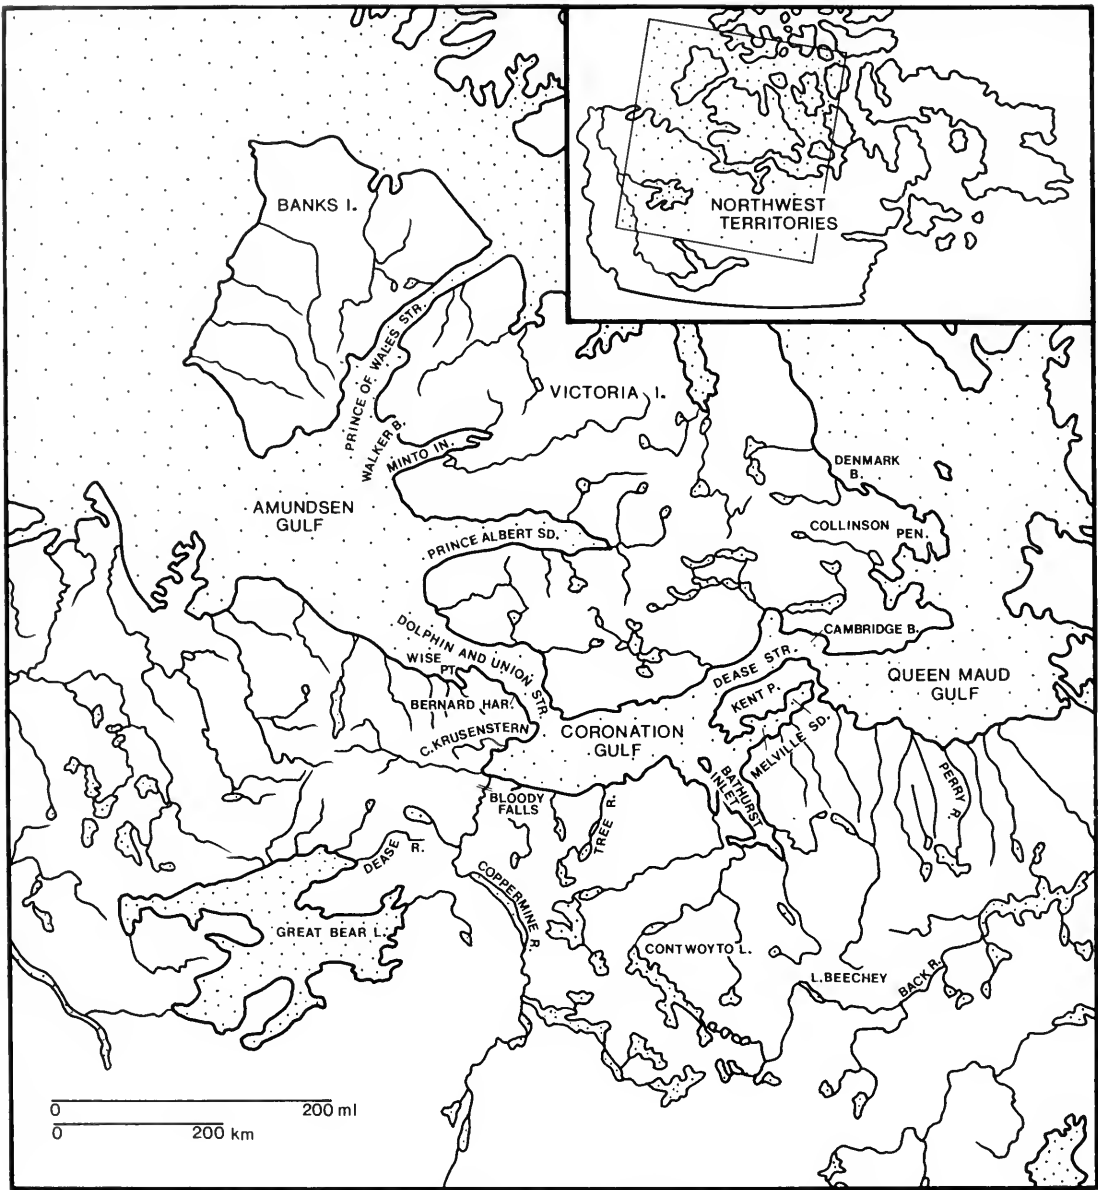 NORTHWEST
TERRITORIES
BANKS I.
PRINCE OF WALES STR.
VICTORIA I.
WALKER B.
MINTO IN.
DENMARK
B.
AMUNDSEN
GULF
COLLINSON
PEN.
PRINCE ALBERT SD.
DOLPHIN AND UNION STR.
CAMBRIDGE B.
WISE
PT.
DEASE STR.
QUEEN MAUD
GULF
KENT P.
BERNARD HAR.
C. KRUSENSTERN
CORONATION
GULF
MELVILLE SD.
BATHURST
INLET
BLOODY
FALLS
TREE R.
PERRY R.
DEASE R.
COPPERMINE R.
GREAT BEAR L.
CONTWOYTO L.
L. BEECHEY
BACK R.
0 200 ml
0 200 km